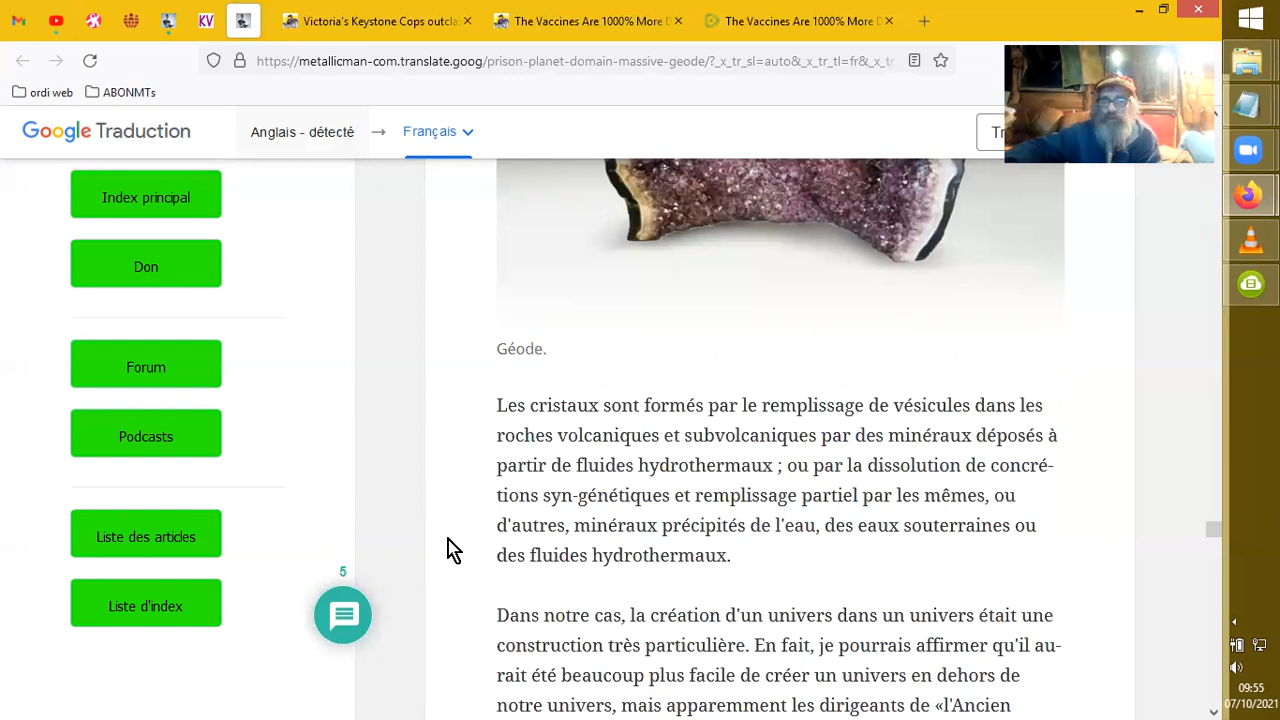 Victoria's Keystone Cops outcla
The Vaccines Are 1000% More D
The Vaccines Are 1000% More D
KV
https://metallicman-com.translate.goog/prison-planet-domain-massive-geode/?_x_tr_sl=auto&_x_tr_tl=fr&_x_tr
ordi web
ABONMTs
Google Traduction
Anglais - détecté
Français
Tr
Index principal
Don
Forum
Podcasts
Liste des articles
Liste d'index
5
Géode.
Les cristaux sont formés par le remplissage de vésicules dans les
roches volcaniques et subvolcaniques par des minéraux déposés à
partir de fluides hydrothermaux ; ou par la dissolution de concré-
tions syn-génétiques et remplissage partiel par les mêmes, ou
d'autres, minéraux précipités de l'eau, des eaux souterraines ou
des fluides hydrothermaux.
Dans notre cas, la création d'un univers dans un univers était une
construction très particulière. En fait, je pourrais affirmer qu'il au-
rait été beaucoup plus facile de créer un univers en dehors de
notre univers, mais apparemment les dirigeants de «l'Ancien
09:55
07/10/2021